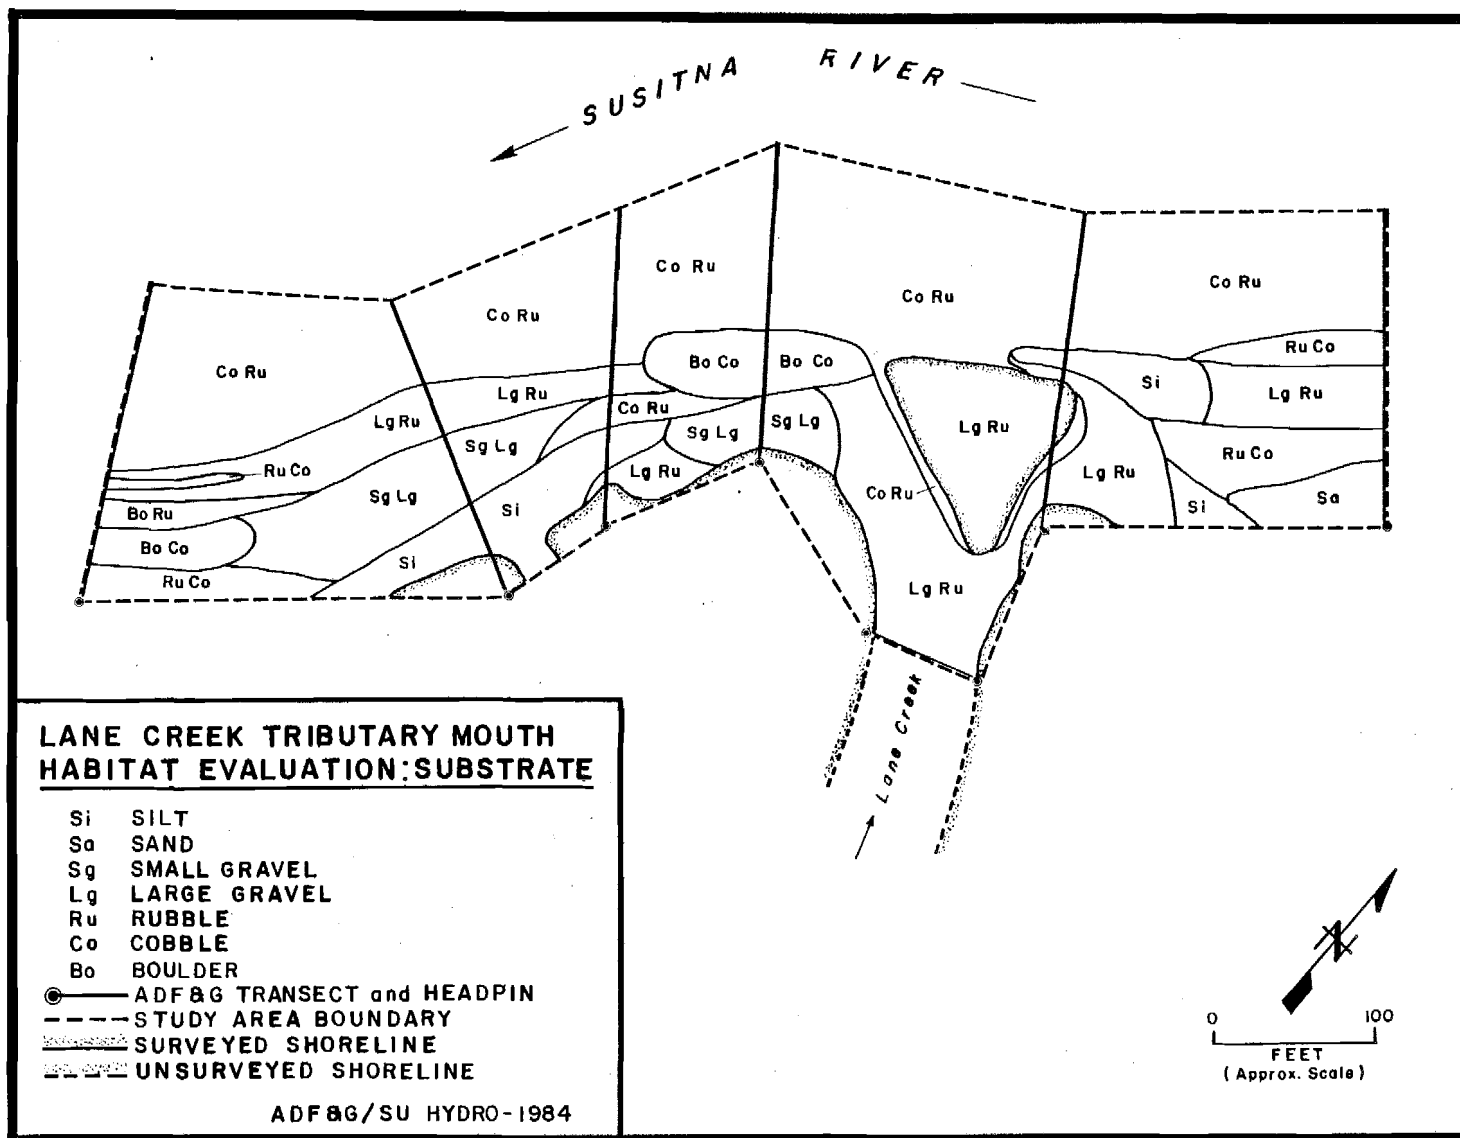 SUSITNA RIVER
Co Ru
Co Ru
Co Ru
Co Ru
Co Ru
Ru Co
Bo Co
Bo Co
Si
Lg Ru
Lg Ru
Lg Ru
Co Ru
Sg Lg
Sg Lg
Lg Ru
Sg Lg
Ru Co
Ru Co
Lg Ru
Lg Ru
Sg Lg
Co Ru
Sa
Bo Ru
Si
Si
Bo Co
Si
Ru Co
Lg Ru
Lane Creek
LANE CREEK TRIBUTARY MOUTH
HABITAT EVALUATION: SUBSTRATE
Si SILT
Sa SAND
Sg SMALL GRAVEL
Lg LARGE GRAVEL
Ru RUBBLE
Co COBBLE
Bo BOULDER
ADF&G TRANSECT and HEADPIN
STUDY AREA BOUNDARY
SURVEYED SHORELINE
UNSURVEYED SHORELINE
ADF&G/SU HYDRO-1984
N
0 100
FEET
(Approx. Scale)